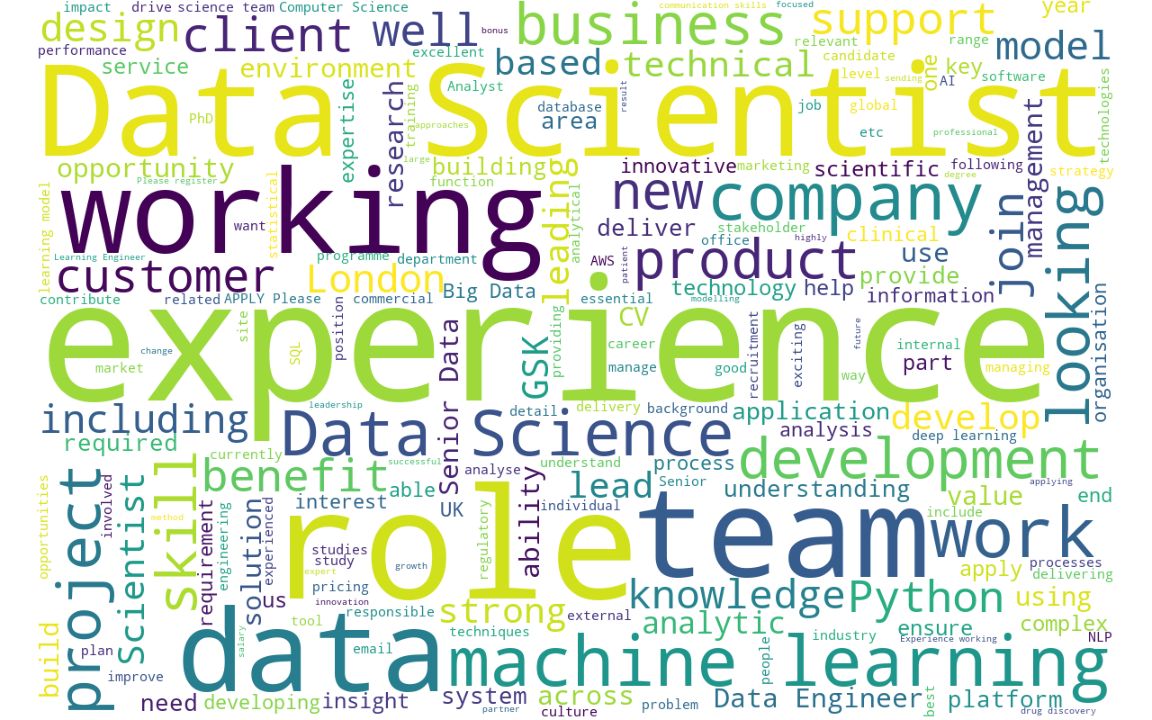 impact drive science team Computer Science
communication skills focused
year
design client well bonus business support
performance excellent relevant range model
service environment based technical candidate key one
Data Scientist
Analyst level sending AI software
PhD training expertise research database result job global
approaches area etc professional technologies
opportunity large building innovative marketing scientific following
Please register function degree strategy
working new company join management looking
learning model statistical want leading analytical deliver stakeholder clinical
Learning Engineer programme department AWS office highly use
customer London patient product provide
contribute related APPLY Please commercial Big Data essential technology help information
modelling
experience
site SQL position GSK providing CV career recruitment exciting future internal organisation
change market manage good way part managing
including leadership detail delivery background application develop
required Data Science Senior Data analysis deep learning
currently successful analyse understand process development
benefit able lead Senior understanding applying
project skill interest UK ability individual value end
opportunities involved Scientist method requirement engineering solution experienced
role team work
regulatory include
studies
study
expert growth apply processes
pricing delivering
us innovation knowledge Python using
responsible strong external
build tool techniques analytic ensure complex
plan salary data email people industry Experience working NLP
improve machine learning
need developing insight system across problem Data Engineer best platform
partner culture drug discovery